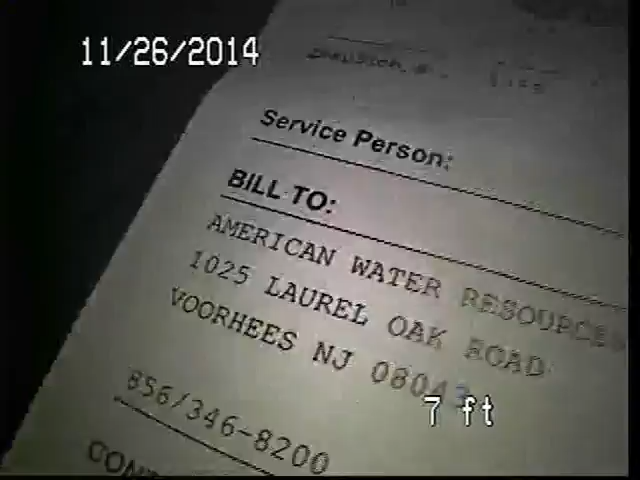 11/26/2014
Service Person:
BILL TO:
AMERICAN WATER RESOURCES
1025 LAUREL OAK ROAD
VOORHEES NJ 08043
7 ft
856/346-8200